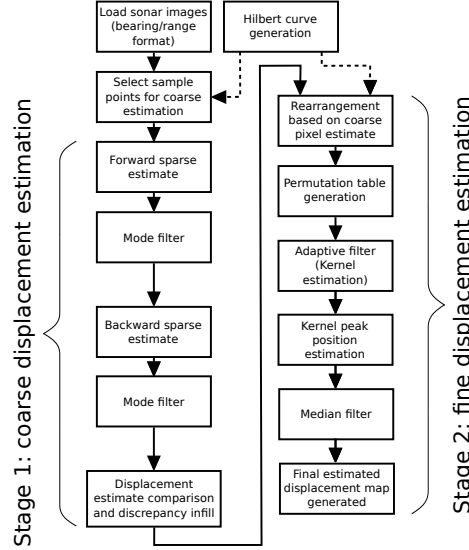 Load sonar images
(bearing/range
format)
Hilbert curve
generation
Select sample
points for coarse
estimation
Forward sparse
estimate
Mode filter
Backward sparse
estimate
Mode filter
Displacement
estimate comparison
and discrepancy infill
Stage 1: coarse displacement estimation
Rearrangement
based on coarse
pixel estimate
Permutation table
generation
Adaptive filter
(Kernel
estimation)
Kernel peak
position
estimation
Median filter
Final estimated
displacement map
generated
Stage 2: fine displacement estimation